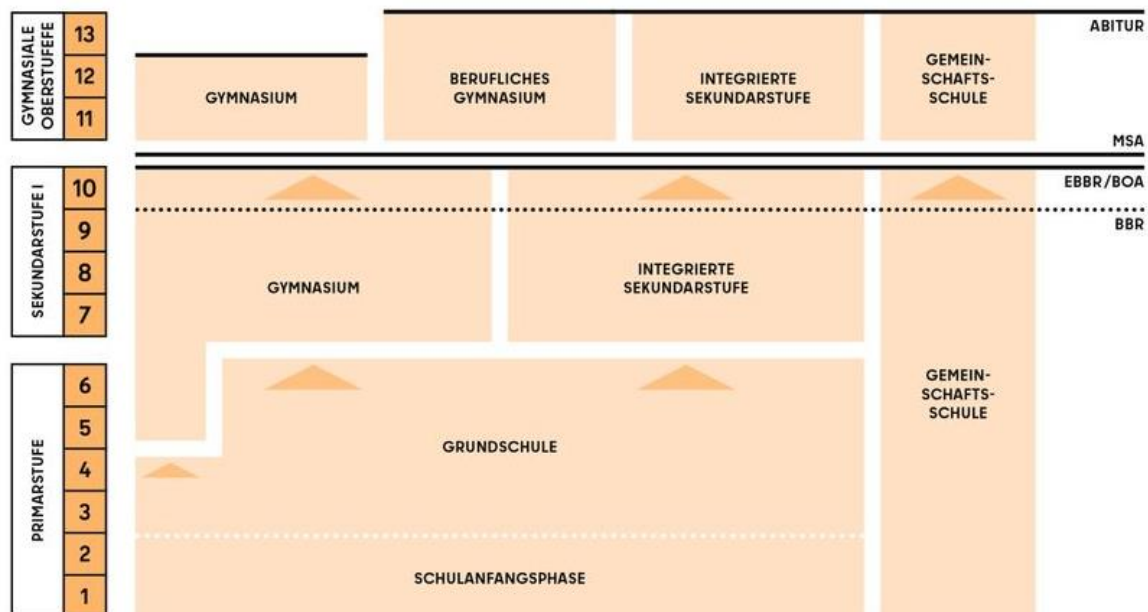 GYMNASIALE
OBERSTUFEFE
13
12
11
GYMNASIUM
BERUFLICHES
GYMNASIUM
INTEGRIERTE
SEKUNDARSTUFE
GEMEIN-
SCHAFTS-
SCHULE
ABITUR
MSA
SEKUNDARSTUFE I
10
9
8
7
GYMNASIUM
INTEGRIERTE
SEKUNDARSTUFE
EBBR/BOA
BBR
PRIMARSTUFE
6
5
4
3
2
1
GRUNDSCHULE
SCHULANFANGSPHASE
GEMEIN-
SCHAFTS-
SCHULE